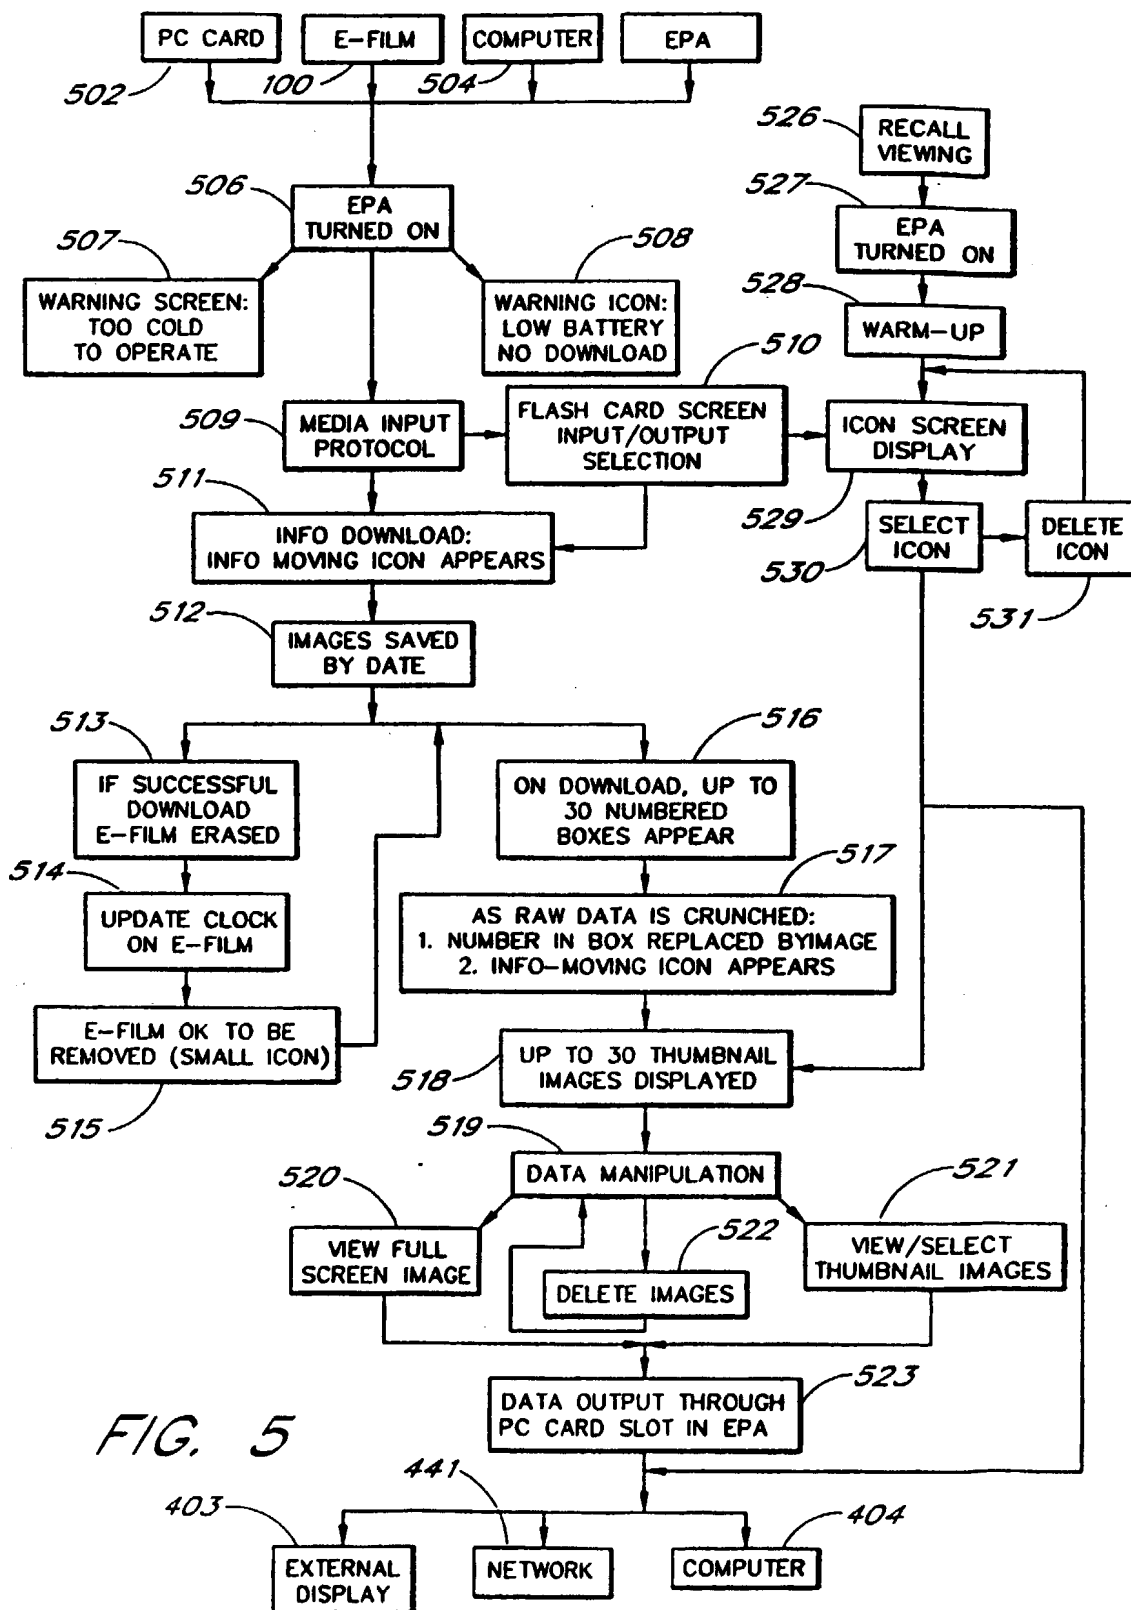 PC CARD
E-FILM
COMPUTER
EPA
502
100
504
526
RECALL
VIEWING
506
EPA
TURNED ON
527
EPA
TURNED ON
507
WARNING SCREEN:
TOO COLD
TO OPERATE
508
WARNING ICON:
LOW BATTERY
NO DOWNLOAD
528
WARM-UP
510
509
MEDIA INPUT
PROTOCOL
FLASH CARD SCREEN
INPUT/OUTPUT
SELECTION
ICON SCREEN
DISPLAY
529
511
INFO DOWNLOAD:
INFO MOVING ICON APPEARS
SELECT
ICON
530
DELETE
ICON
531
512
IMAGES SAVED
BY DATE
513
IF SUCCESSFUL
DOWNLOAD
E-FILM ERASED
516
ON DOWNLOAD, UP TO
30 NUMBERED
BOXES APPEAR
514
UPDATE CLOCK
ON E-FILM
517
AS RAW DATA IS CRUNCHED:
1. NUMBER IN BOX REPLACED BYIMAGE
2. INFO-MOVING ICON APPEARS
E-FILM OK TO BE
REMOVED (SMALL ICON)
515
518
UP TO 30 THUMBNAIL
IMAGES DISPLAYED
519
DATA MANIPULATION
520
VIEW FULL
SCREEN IMAGE
522
DELETE IMAGES
521
VIEW/SELECT
THUMBNAIL IMAGES
DATA OUTPUT THROUGH
PC CARD SLOT IN EPA
523
FIG. 5
403
EXTERNAL
DISPLAY
441
NETWORK
404
COMPUTER